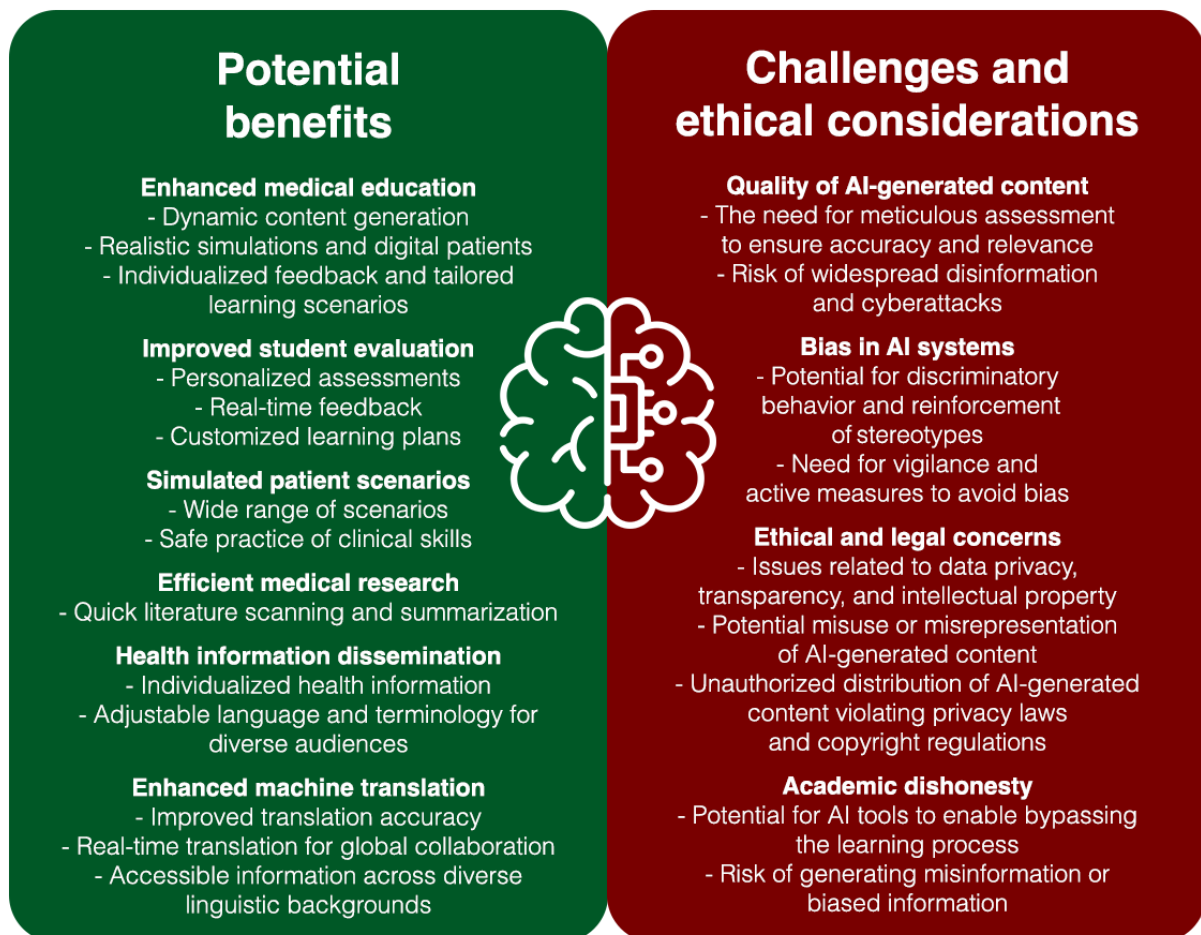 Potential
benefits
Enhanced medical education
- Dynamic content generation
- Realistic simulations and digital patients
- Individualized feedback and tailored
learning scenarios
Improved student evaluation
- Personalized assessments
- Real-time feedback
- Customized learning plans
Simulated patient scenarios
- Wide range of scenarios
- Safe practice of clinical skills
Efficient medical research
- Quick literature scanning and summarization
Health information dissemination
- Individualized health information
- Adjustable language and terminology for
diverse audiences
Enhanced machine translation
- Improved translation accuracy
- Real-time translation for global collaboration
- Accessible information across diverse
linguistic backgrounds
Challenges and
ethical considerations
Quality of AI-generated content
- The need for meticulous assessment
to ensure accuracy and relevance
- Risk of widespread disinformation
and cyberattacks
Bias in AI systems
- Potential for discriminatory
behavior and reinforcement
of stereotypes
- Need for vigilance and
active measures to avoid bias
Ethical and legal concerns
- Issues related to data privacy,
transparency, and intellectual property
- Potential misuse or misrepresentation
of AI-generated content
- Unauthorized distribution of AI-generated
content violating privacy laws
and copyright regulations
Academic dishonesty
- Potential for AI tools to enable bypassing
the learning process
- Risk of generating misinformation or
biased information